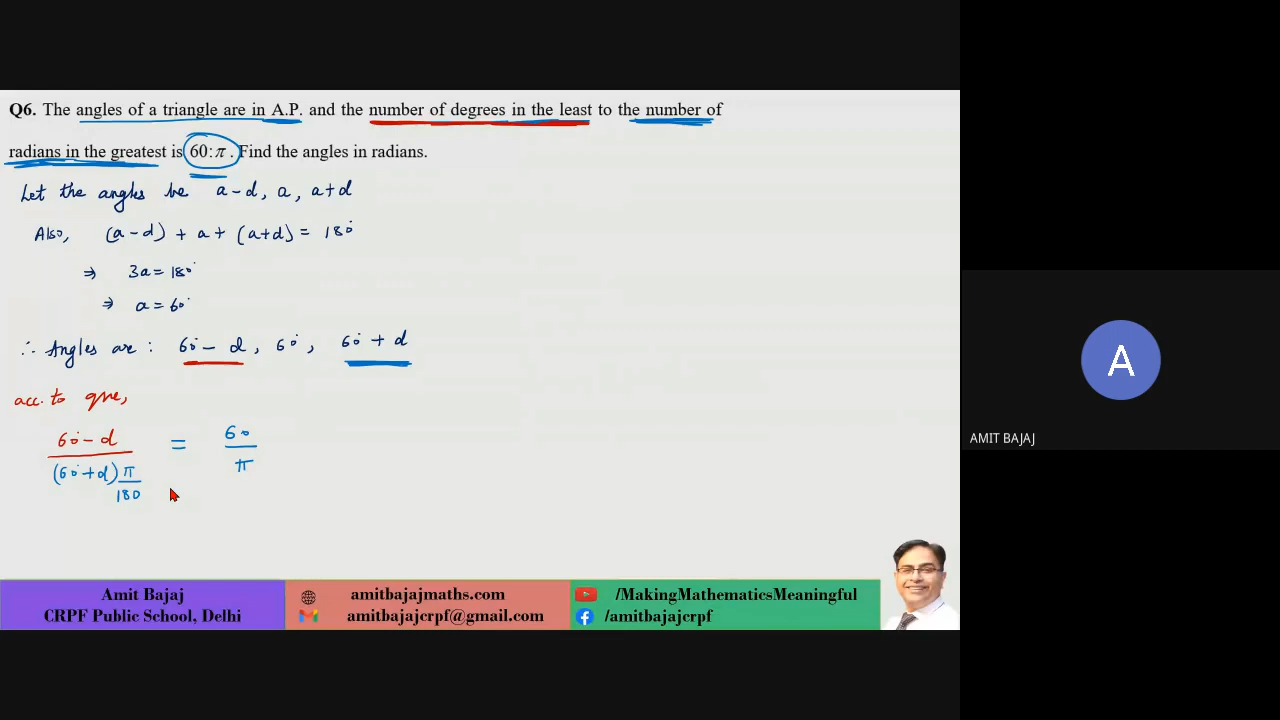 Q6. The angles of a triangle are in A.P. and the number of degrees in the least to the number of
radians in the greatest is 60:π. Find the angles in radians.
Let the angles be a-d, a, a+d
Also, (a-d) + a + (a+d) = 180°
⇒ 3a = 180°
⇒ a = 60°
∴ Angles are : 60°- d, 60°, 60° + d
acc. to que,
60°- d / (60°+d) π/180 = 60/π
A
AMIT BAJAJ
Amit Bajaj
CRPF Public School, Delhi
amitbajajmaths.com
amitbajajcrpf@gmail.com
/MakingMathematicsMeaningful
/amitbajajcrpf